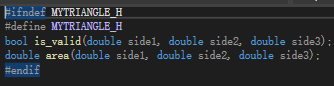 #ifndef MYTRIANGLE_H
#define MYTRIANGLE_H
bool is_valid(double side1, double side2, double side3);
double area(double side1, double side2, double side3);
#endif